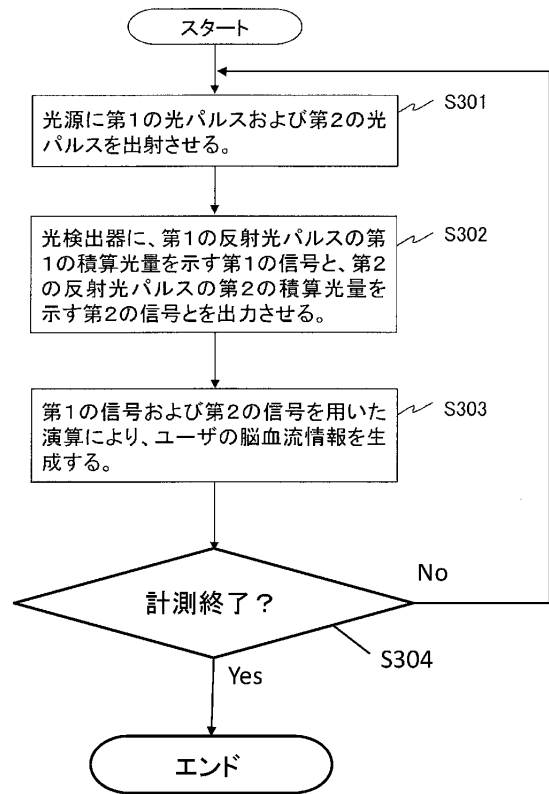 スタート
光源に第1の光パルスおよび第2の光
パルスを出射させる。
S301
光検出器に、第1の反射光パルスの第
1の積算光量を示す第1の信号と、第2
の反射光パルスの第2の積算光量を
示す第2の信号とを出力させる。
S302
第1の信号および第2の信号を用いた
演算により、ユーザの脳血流情報を生
成する。
S303
計測終了？
No
S304
Yes
エンド